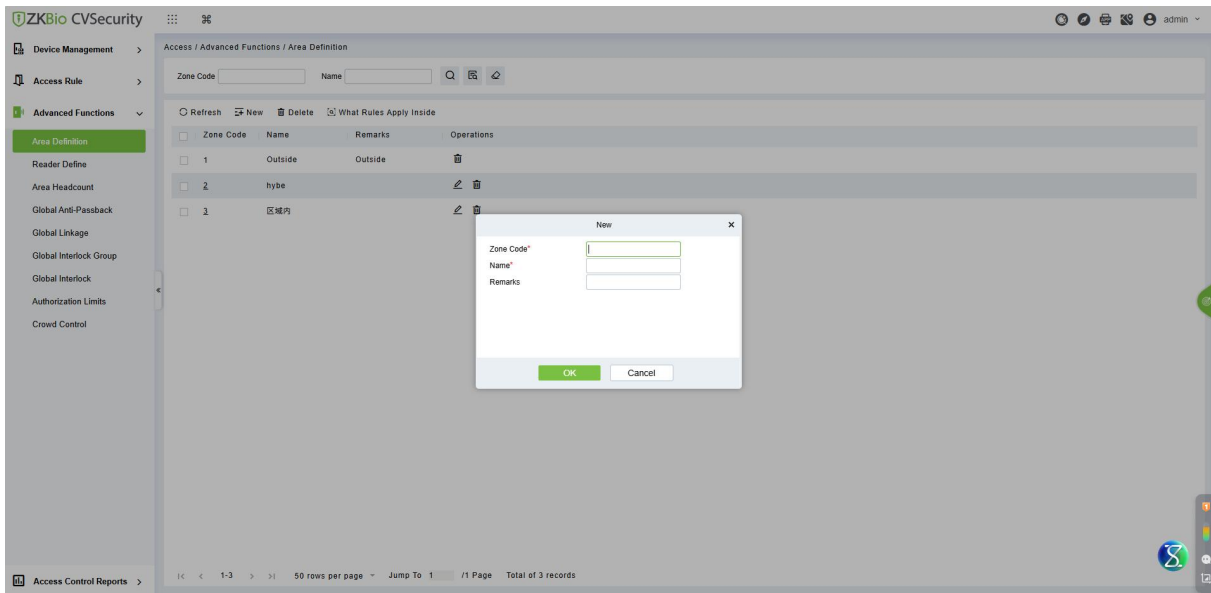 ZKBio CVSecurity
admin
Device Management
Access Rule
Advanced Functions
Area Definition
Reader Define
Area Headcount
Global Anti-Passback
Global Linkage
Global Interlock Group
Global Interlock
Authorization Limits
Crowd Control
Access Control Reports
Access / Advanced Functions / Area Definition
Zone Code Name
Refresh New Delete What Rules Apply Inside
Zone Code Name Remarks Operations
1 Outside Outside
2 hybe
3 区域内
New
Zone Code*
Name*
Remarks
OK Cancel
1-3 50 rows per page Jump To 1 /1 Page Total of 3 records